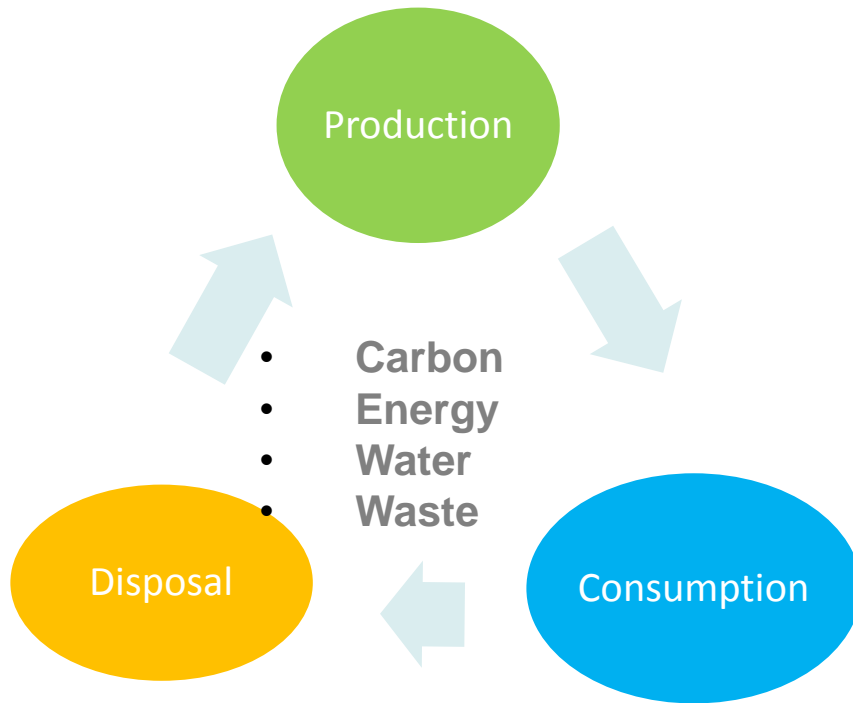 Production
• Carbon
• Energy
• Water
• Waste
Disposal
Consumption